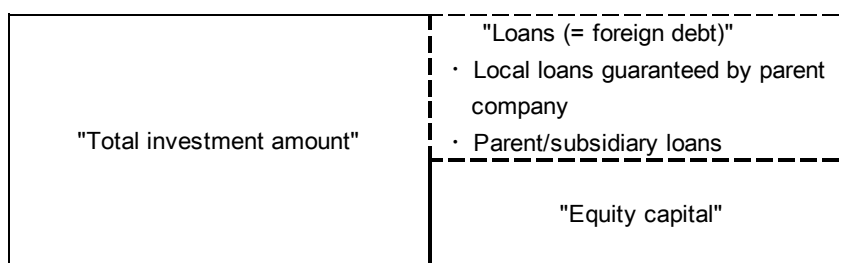 "Total investment amount"
"Loans (= foreign debt)"
・ Local loans guaranteed by parent
company
・ Parent/subsidiary loans
"Equity capital"